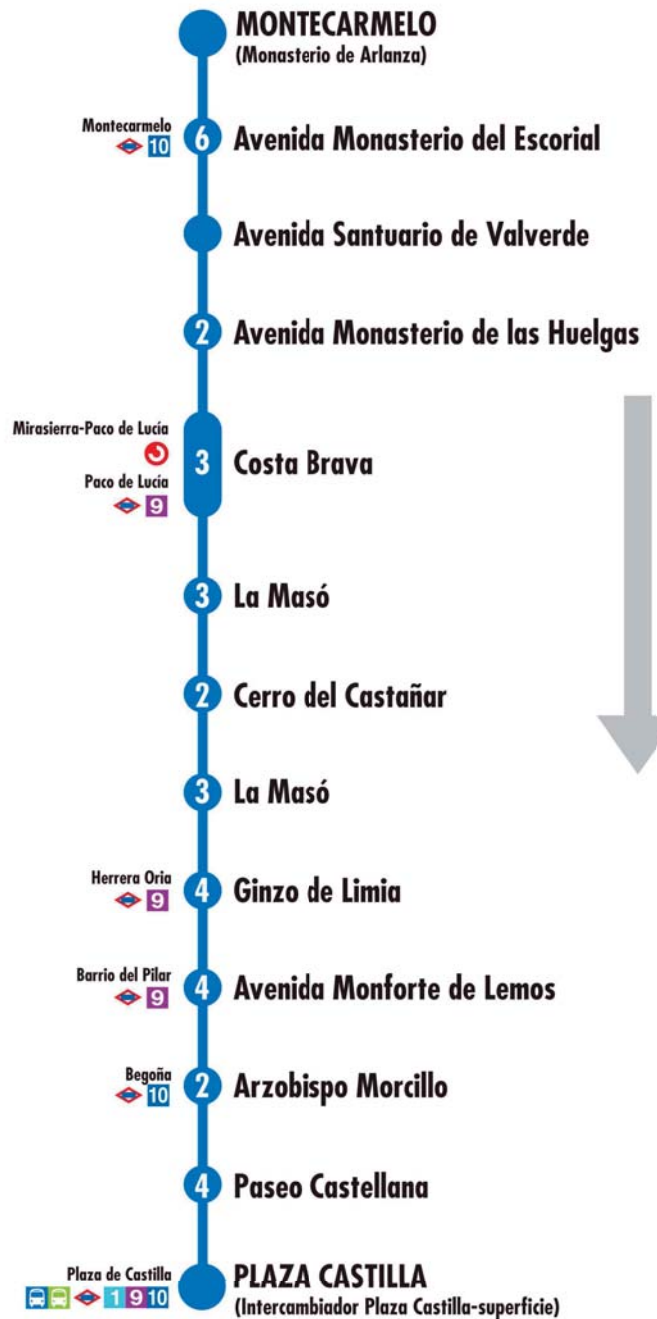 MONTECARMELO
(Monasterio de Arlanza)
Montecarmelo
10
6
Avenida Monasterio del Escorial
Avenida Santuario de Valverde
2
Avenida Monasterio de las Huelgas
Mirasierra-Paco de Lucía
Paco de Lucía
9
3
Costa Brava
3
La Masó
2
Cerro del Castañar
3
La Masó
Herrera Oria
9
4
Ginzo de Limia
Barrio del Pilar
9
4
Avenida Monforte de Lemos
Begoña
10
2
Arzobispo Morcillo
4
Paseo Castellana
Plaza de Castilla
1 9 10
PLAZA CASTILLA
(Intercambiador Plaza Castilla-superficie)